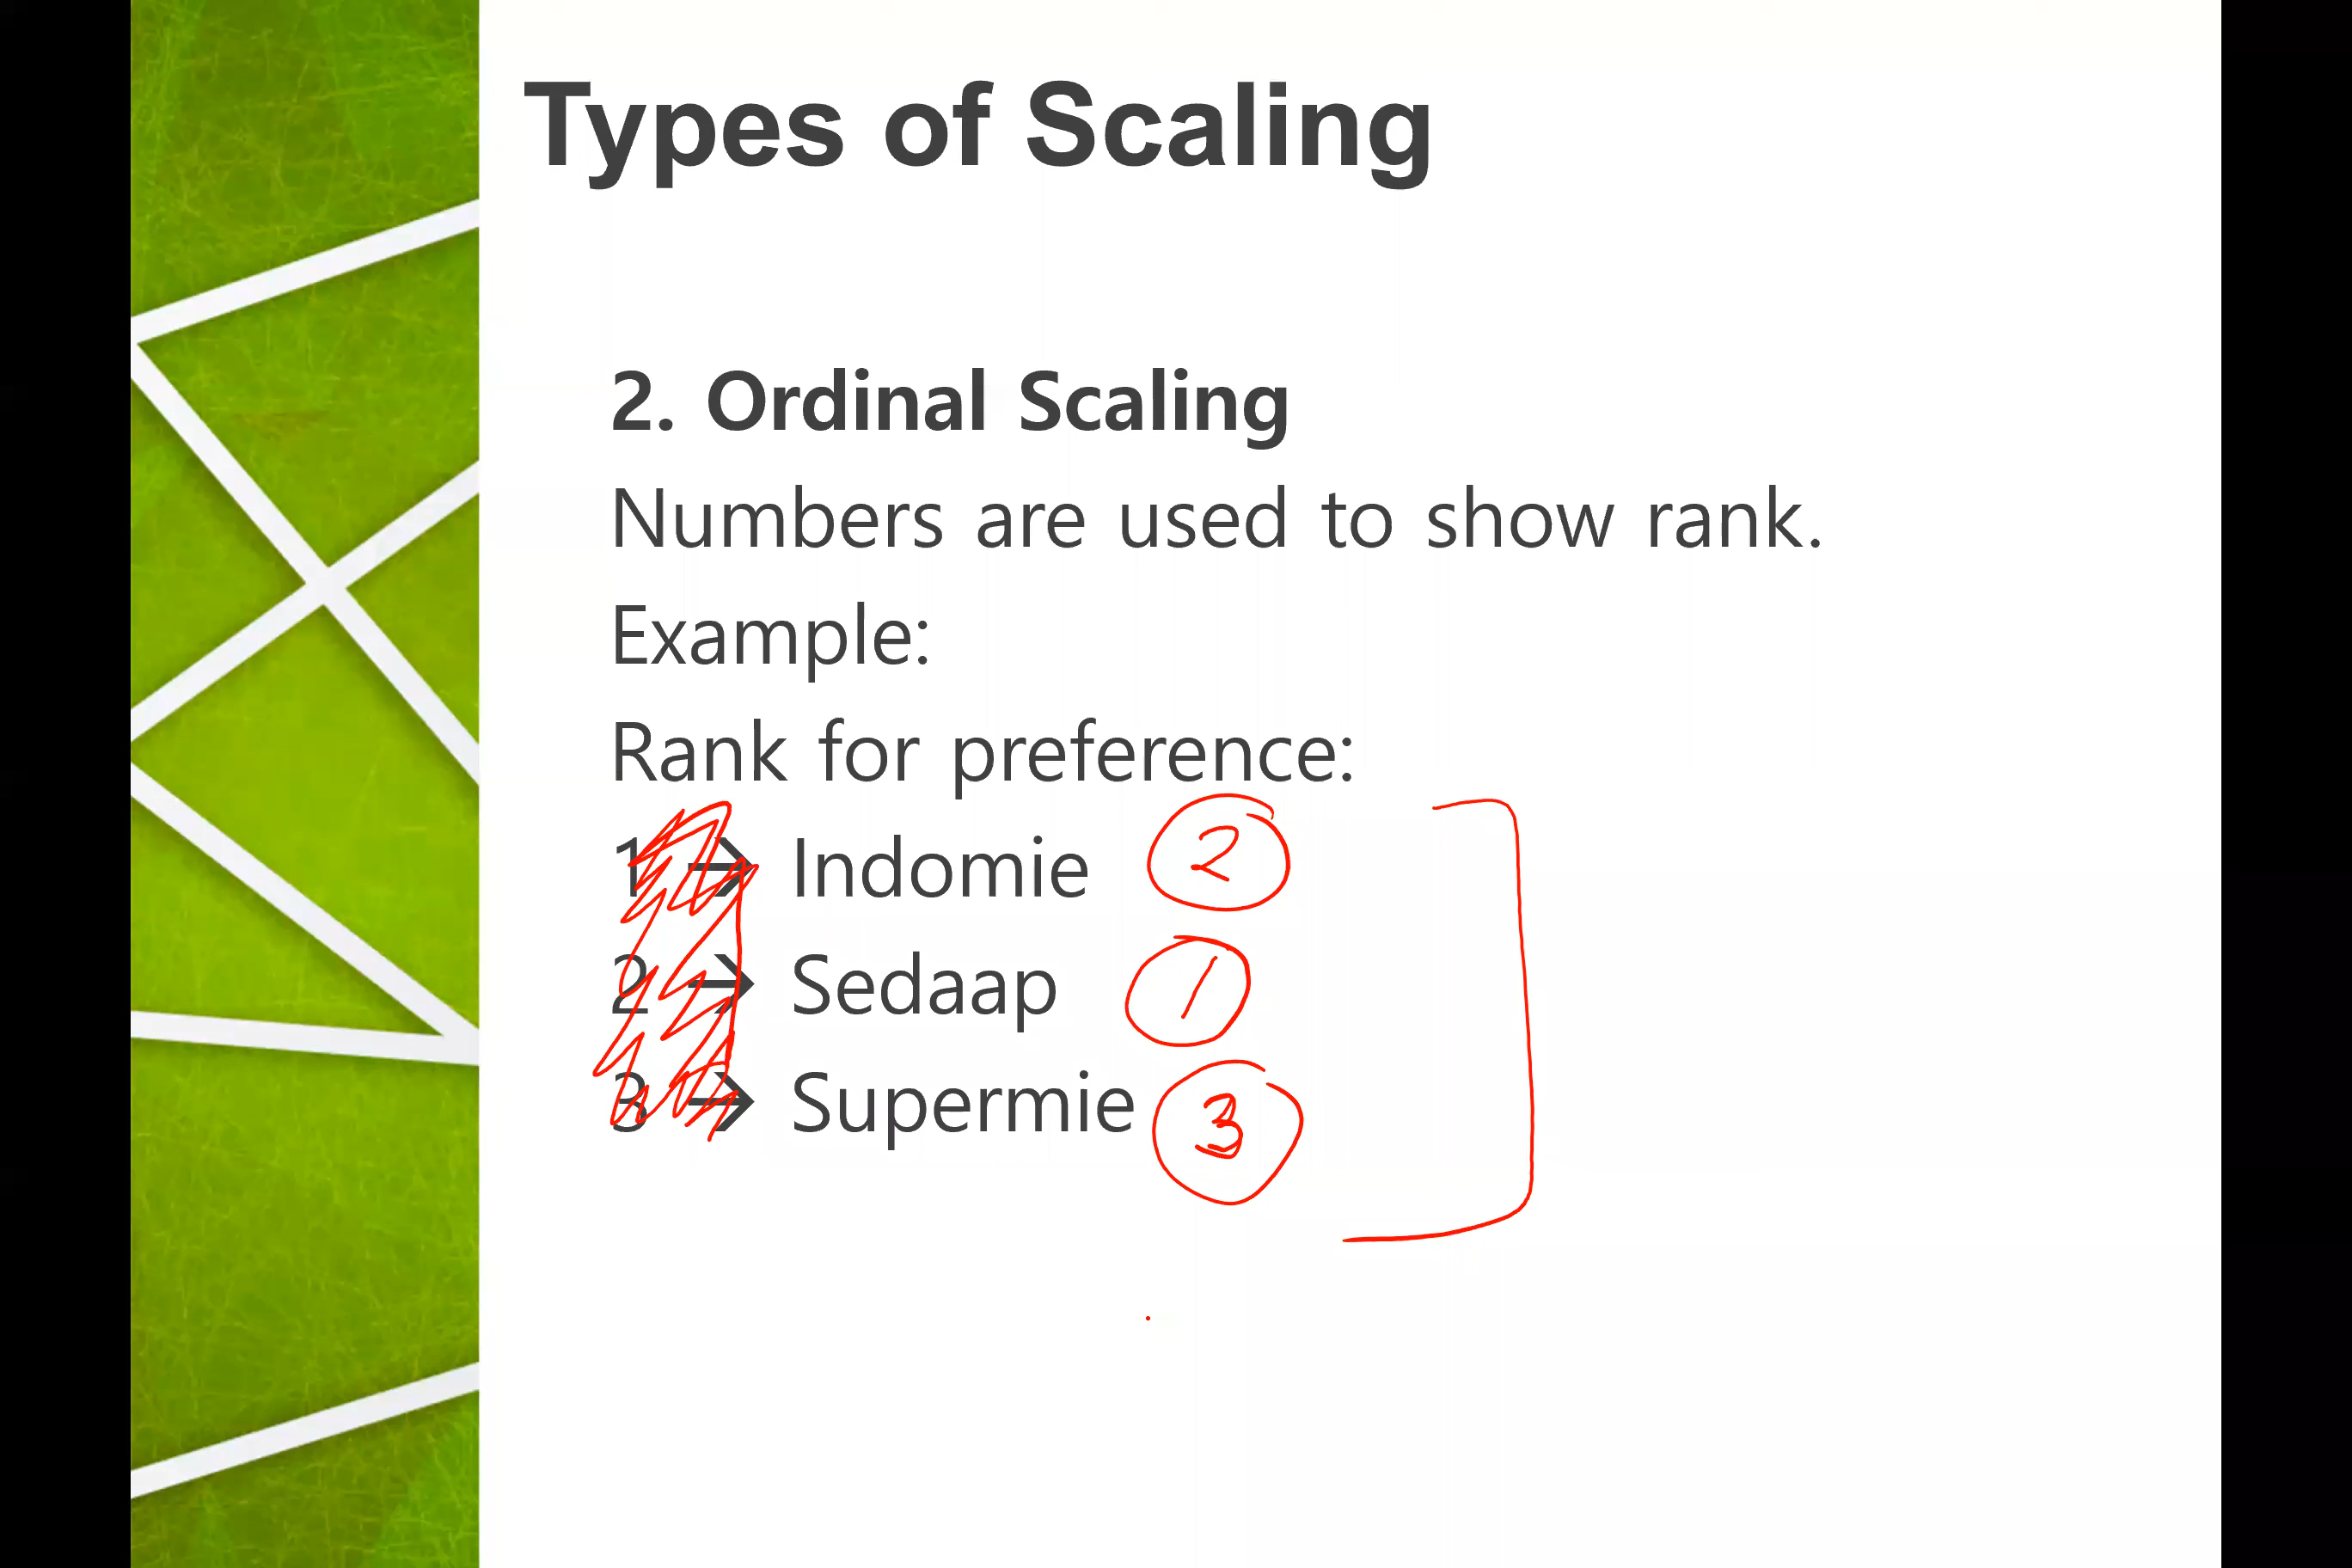 Types of Scaling
2. Ordinal Scaling
Numbers are used to show rank.
Example:
Rank for preference:
1 → Indomie 2
2 → Sedaap 1
3 → Supermie 3